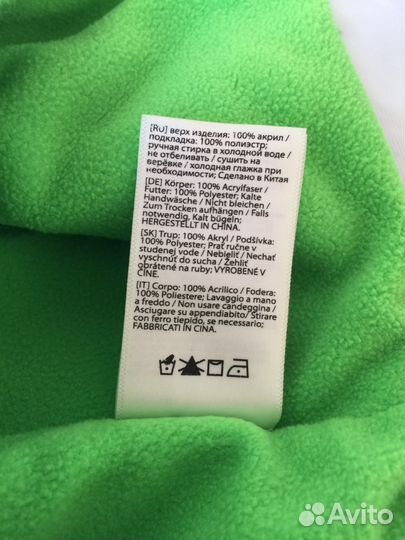 [RU] верх изделия: 100% акрил /
подкладка: 100% полиэстр;
ручная стирка в холодной воде /
не отбеливать / сушить на
верёвке / холодная глажка при
необходимости; Сделано в Китая
[DE] Körper: 100% Acrylfaser /
Futter: 100% Polyester; Kalte
Handwäsche / Nicht bleichen /
Zum Trocken aufhängen / Falls
notwendig, Kalt bügeln;
HERGESTELLT IN CHINA.
[SK] Trup: 100% Akryl / Podšívka:
100% Polyester; Prať ručne v
studenej vode / Nebieliť / Nechať
vyschnúť do sucha / Žehliť
obrátené na ruby; VYROBENÉ V
ČÍNE.
[IT] Corpo: 100% Acrilico / Fodera:
100% Poliestere; Lavaggio a mano
a freddo / Non usare candeggina /
Asciugare su appendiabito / Stirare
con ferro tiepido, se necessario;
FABBRICATI IN CINA.
Avito